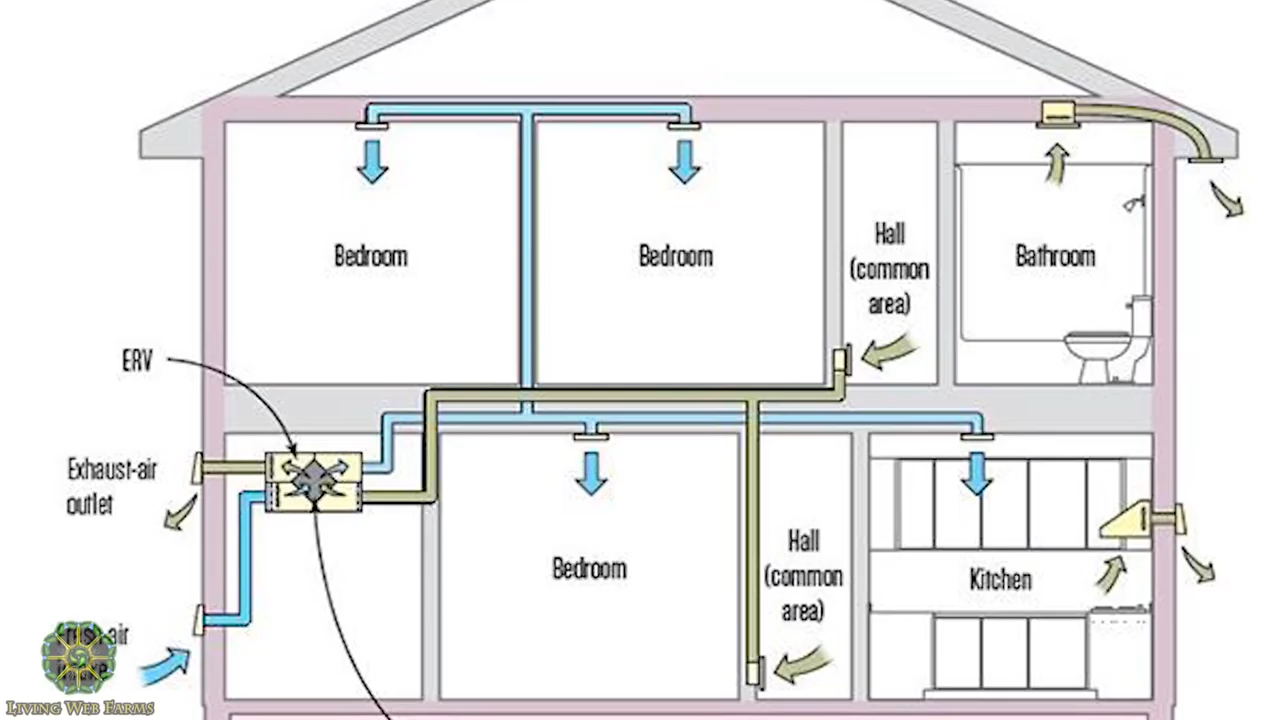 Bedroom
Bedroom
Hall
(common
area)
Bathroom
ERV
Exhaust-air
outlet
Bedroom
Hall
(common
area)
Kitchen
air
LIVING WEB FARMS